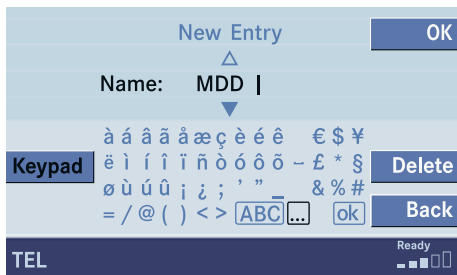 New Entry
OK
Name: MDD |
à á â ã å æ ç è é ê € $ ¥
Keypad
ë ì í î ï ñ ò ó ô õ – £ * §
Delete
ø ù ú û ¡ ¿ ; ' " _ & % #
= / @ ( ) < > ABC ... ok
Back
TEL
Ready